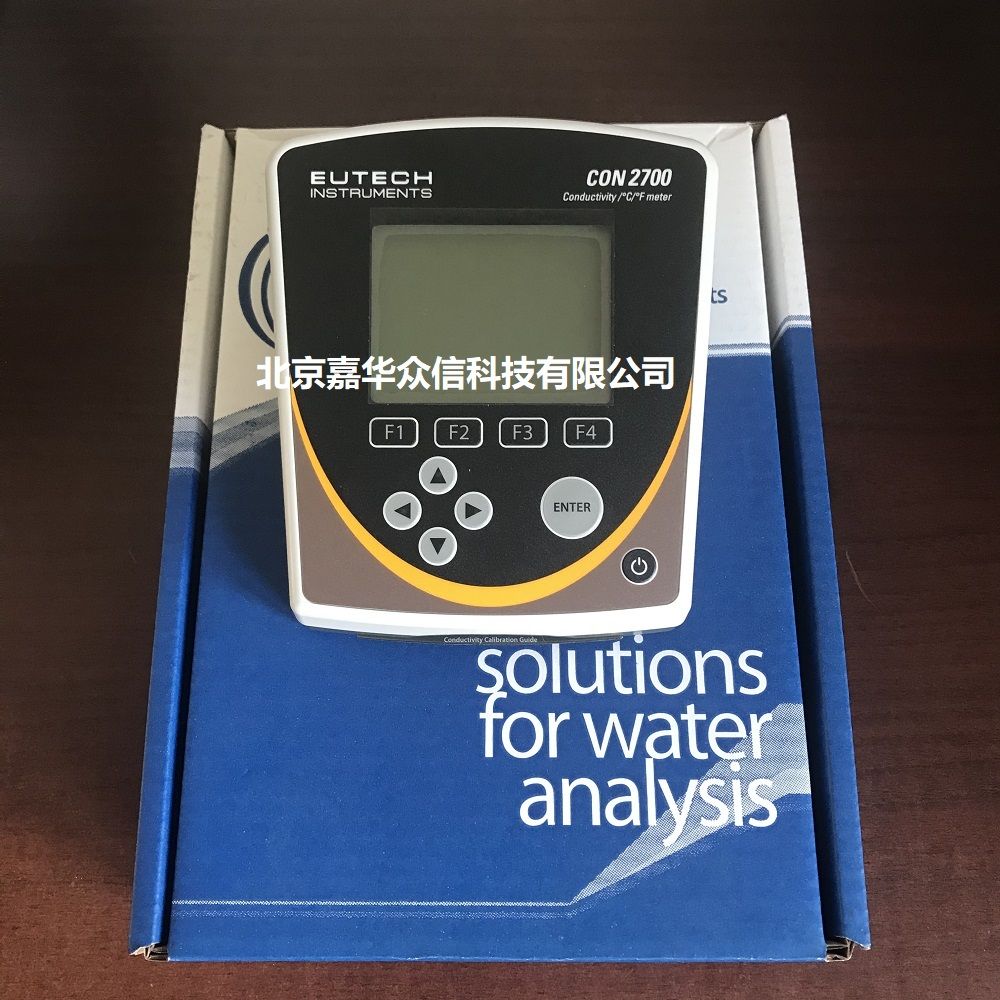 EUTECH
INSTRUMENTS
CON 2700
Conductivity /°C/°F meter
ts
北京嘉华众信科技有限公司
F1 F2 F3 F4
ENTER
Conductivity Calibration Guide
solutions
for water
analysis